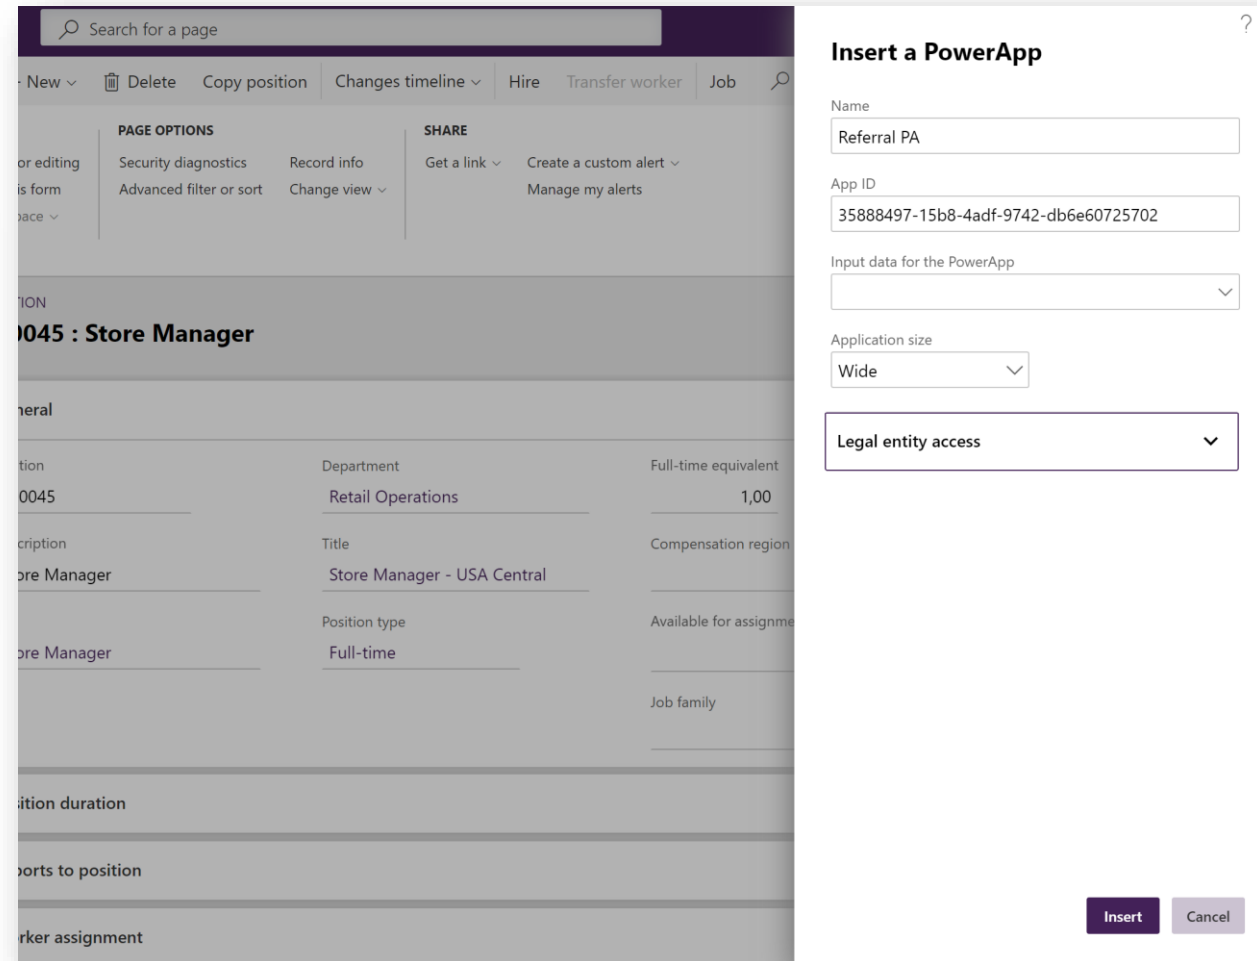 Search for a page
?
Insert a PowerApp
New Delete Copy position Changes timeline Hire Transfer worker Job
PAGE OPTIONS
SHARE
or editing
Security diagnostics
Record info
Get a link
Create a custom alert
is form
Advanced filter or sort
Change view
Manage my alerts
Name
Referral PA
App ID
35888497-15b8-4adf-9742-db6e60725702
Input data for the PowerApp
Application size
Wide
Legal entity access
TION
0045 : Store Manager
neral
tion
0045
Department
Retail Operations
Full-time equivalent
1,00
cription
ore Manager
Title
Store Manager - USA Central
Compensation region
ore Manager
Position type
Full-time
Available for assignme
Job family
sition duration
ports to position
rker assignment
Insert
Cancel